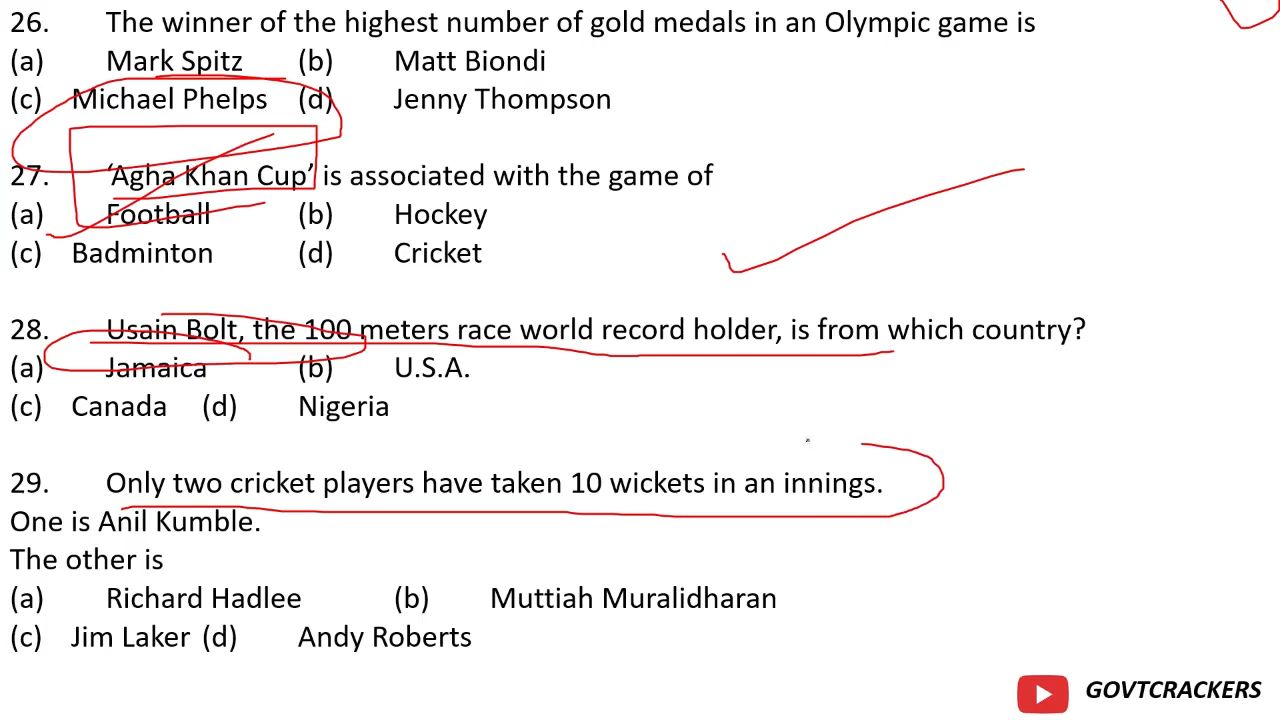 26. The winner of the highest number of gold medals in an Olympic game is
(a) Mark Spitz (b) Matt Biondi
(c) Michael Phelps (d) Jenny Thompson
27. ‘Agha Khan Cup’ is associated with the game of
(a) Football (b) Hockey
(c) Badminton (d) Cricket
28. Usain Bolt, the 100 meters race world record holder, is from which country?
(a) Jamaica (b) U.S.A.
(c) Canada (d) Nigeria
29. Only two cricket players have taken 10 wickets in an innings.
One is Anil Kumble.
The other is
(a) Richard Hadlee (b) Muttiah Muralidharan
(c) Jim Laker (d) Andy Roberts
GOVTCRACKERS